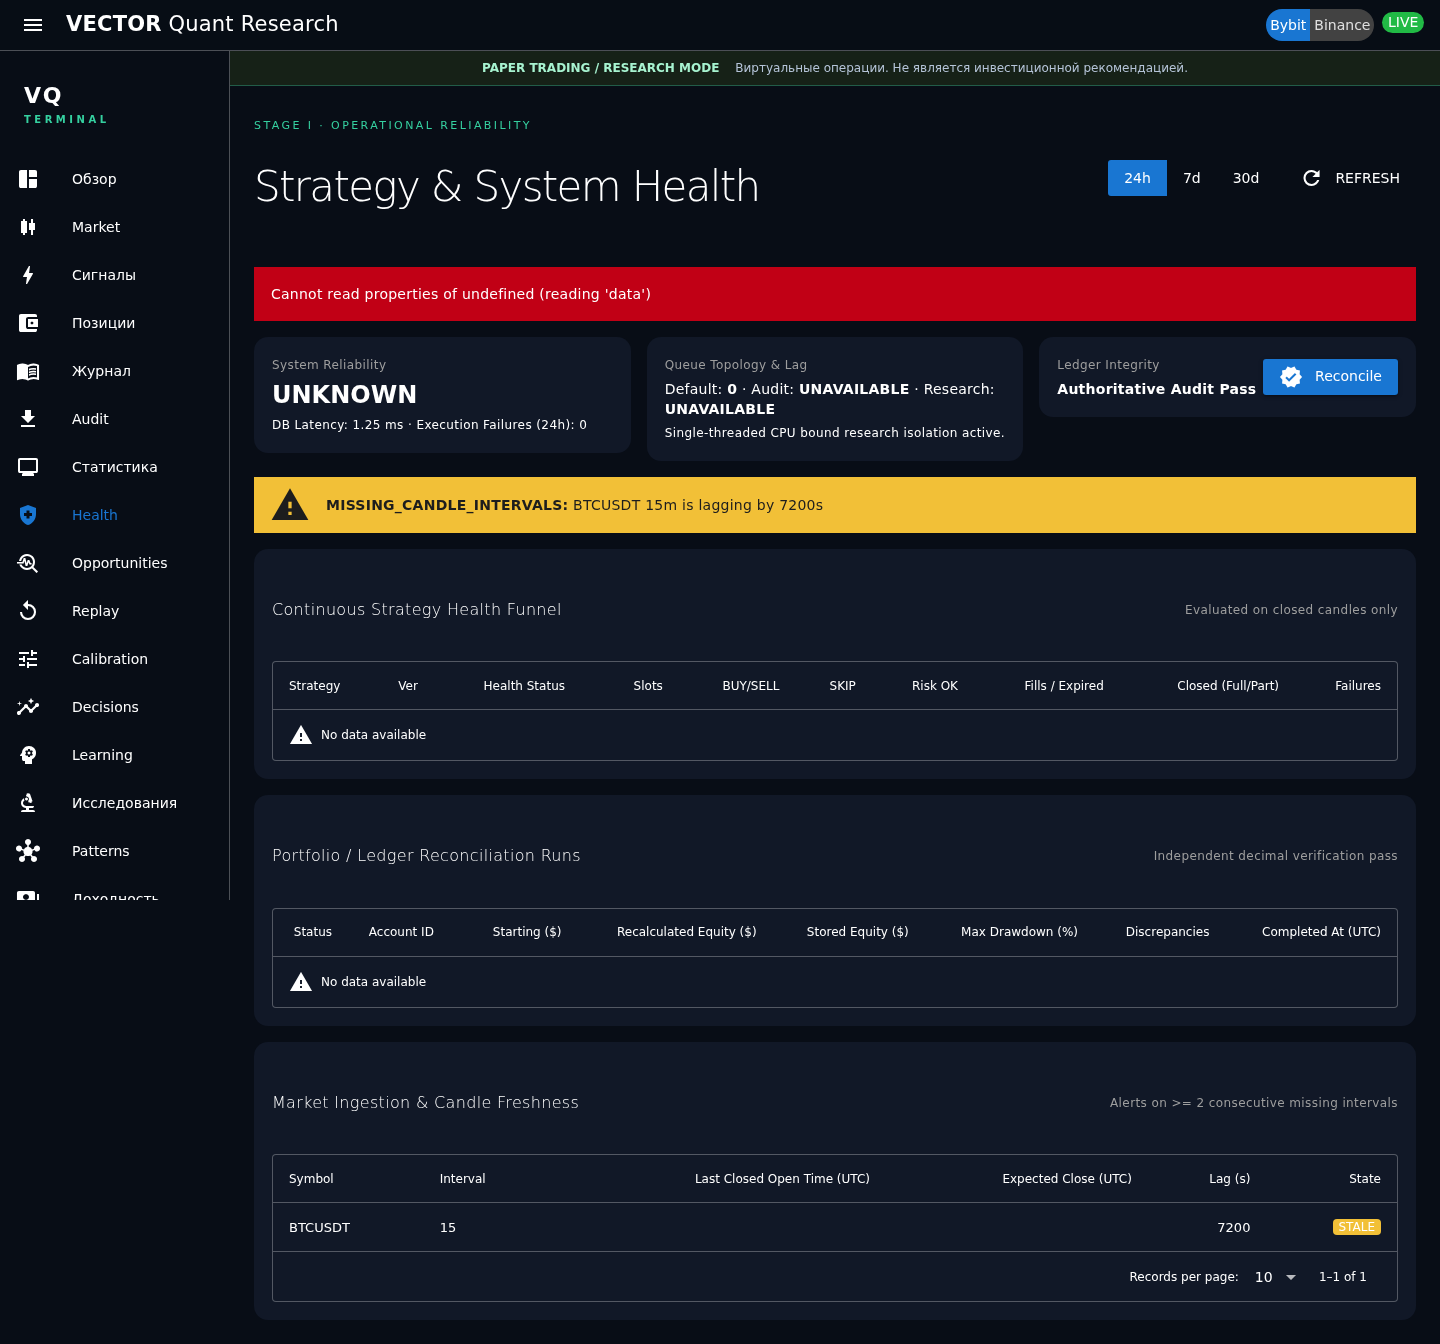 VECTOR Quant Research
Bybit Binance LIVE
PAPER TRADING / RESEARCH MODE Виртуальные операции. Не является инвестиционной рекомендацией.
VQ
TERMINAL
Обзор
Market
Сигналы
Позиции
Журнал
Audit
Статистика
Health
Opportunities
Replay
Calibration
Decisions
Learning
Исследования
Patterns
Доходность
STAGE I · OPERATIONAL RELIABILITY
Strategy & System Health
24h 7d 30d REFRESH
Cannot read properties of undefined (reading 'data')
System Reliability
UNKNOWN
DB Latency: 1.25 ms · Execution Failures (24h): 0
Queue Topology & Lag
Default: 0 · Audit: UNAVAILABLE · Research:
UNAVAILABLE
Single-threaded CPU bound research isolation active.
Ledger Integrity
Authoritative Audit Pass
Reconcile
MISSING_CANDLE_INTERVALS: BTCUSDT 15m is lagging by 7200s
Continuous Strategy Health Funnel
Evaluated on closed candles only
Strategy Ver Health Status Slots BUY/SELL SKIP Risk OK Fills / Expired Closed (Full/Part) Failures
No data available
Portfolio / Ledger Reconciliation Runs
Independent decimal verification pass
Status Account ID Starting ($) Recalculated Equity ($) Stored Equity ($) Max Drawdown (%) Discrepancies Completed At (UTC)
No data available
Market Ingestion & Candle Freshness
Alerts on >= 2 consecutive missing intervals
Symbol Interval Last Closed Open Time (UTC) Expected Close (UTC) Lag (s) State
BTCUSDT 15 7200 STALE
Records per page: 10 1–1 of 1